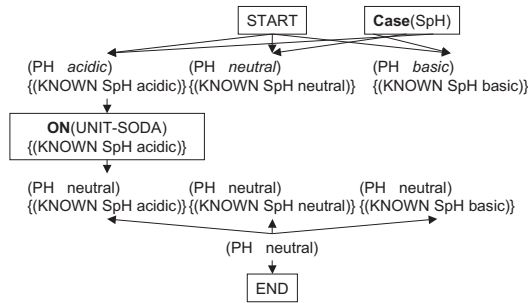 START Case(SpH)
(PH acidic) (PH neutral) (PH basic)
{(KNOWN SpH acidic)} {(KNOWN SpH neutral)} {(KNOWN SpH basic)}
ON(UNIT-SODA)
{(KNOWN SpH acidic)}
(PH neutral) (PH neutral) (PH neutral)
{(KNOWN SpH acidic)} {(KNOWN SpH neutral)} {(KNOWN SpH basic)}
(PH neutral)
END